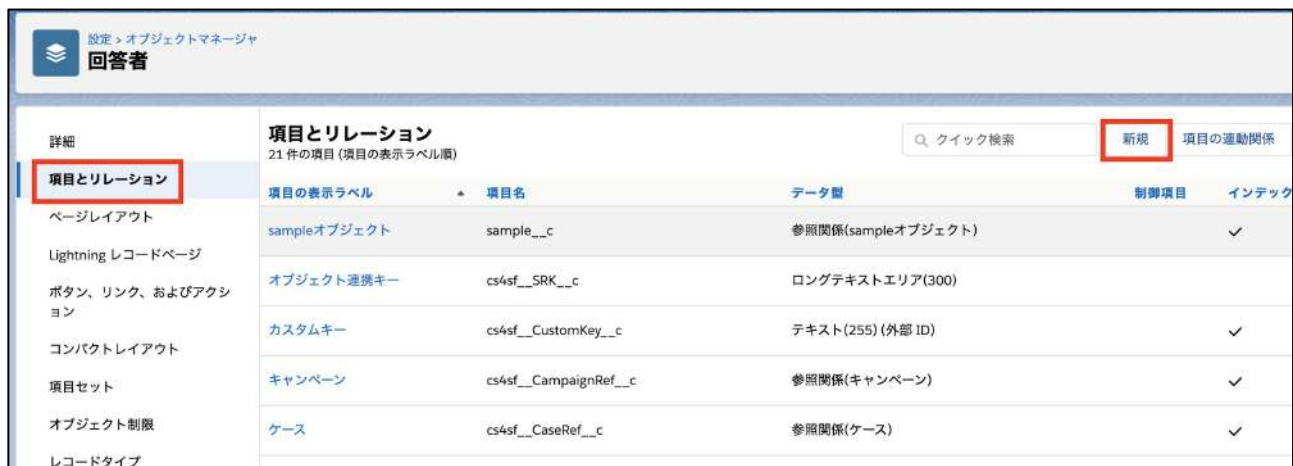 設定 > オブジェクトマネージャ
回答者
詳細
項目とリレーション
ページレイアウト
Lightning レコードページ
ボタン、リンク、およびアクシ
ョン
コンパクトレイアウト
項目セット
オブジェクト制限
レコードタイプ
項目とリレーション
21 件の項目 (項目の表示ラベル順)
クイック検索
新規
項目の連動関係
項目の表示ラベル 項目名 データ型 制御項目 インデック
sampleオブジェクト sample__c 参照関係(sampleオブジェクト)
オブジェクト連携キー cs4sf__SRK__c ロングテキストエリア(300)
カスタムキー cs4sf__CustomKey__c テキスト(255) (外部 ID)
キャンペーン cs4sf__CampaignRef__c 参照関係(キャンペーン)
ケース cs4sf__CaseRef__c 参照関係(ケース)